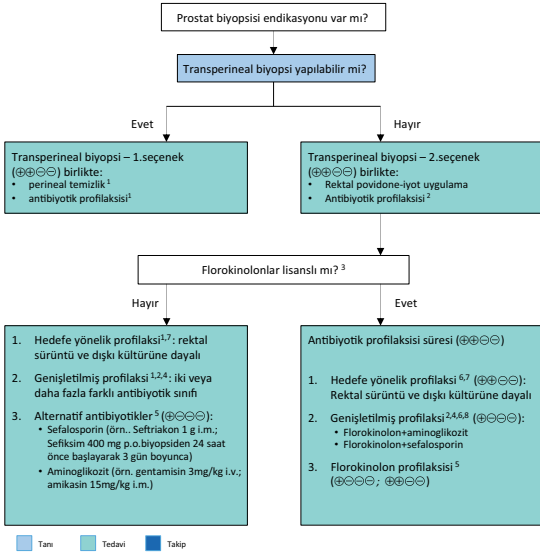 Prostat biyopsisi endikasyonu var mı?
Transperineal biyopsi yapılabilir mi?
Evet
Hayır
Transperineal biyopsi – 1.seçenek
(⊕⊕⊖⊖) birlikte:
• perineal temizlik 1
• antibiyotik profilaksisi1
Transperineal biyopsi – 2.seçenek
(⊕⊕⊖⊖) birlikte:
• Rektal povidone-iyot uygulama
• Antibiyotik profilaksisi 2
Florokinolonlar lisanslı mı? 3
Hayır
Evet
1. Hedefe yönelik profilaksi1,7: rektal
sürüntü ve dışkı kültürüne dayalı
2. Genişletilmiş profilaksi 1,2,4: iki veya
daha fazla farklı antibiyotik sınıfı
3. Alternatif antibiyotikler 5 (⊕⊖⊖⊖):
• Sefalosporin (örn.. Seftriakon 1 g i.m.;
Sefiksim 400 mg p.o.biyopsiden 24 saat
önce başlayarak 3 gün boyunca)
• Aminoglikozit (örn. gentamisin 3mg/kg i.v.;
amikasin 15mg/kg i.m.)
Antibiyotik profilaksisi süresi (⊕⊕⊖⊖)
1. Hedefe yönelik profilaksi 6,7 (⊕⊕⊖⊖):
Rektal sürüntü ve dışkı kültürüne dayalı
2. Genişletilmiş profilaksi2,4,6,8 (⊕⊖⊖⊖):
• Florokinolon+aminoglikozit
• Florokinolon+sefalosporin
3. Florokinolon profilaksisi 5
(⊕⊖⊖⊖; ⊕⊕⊖⊖)
Tanı
Tedavi
Takip